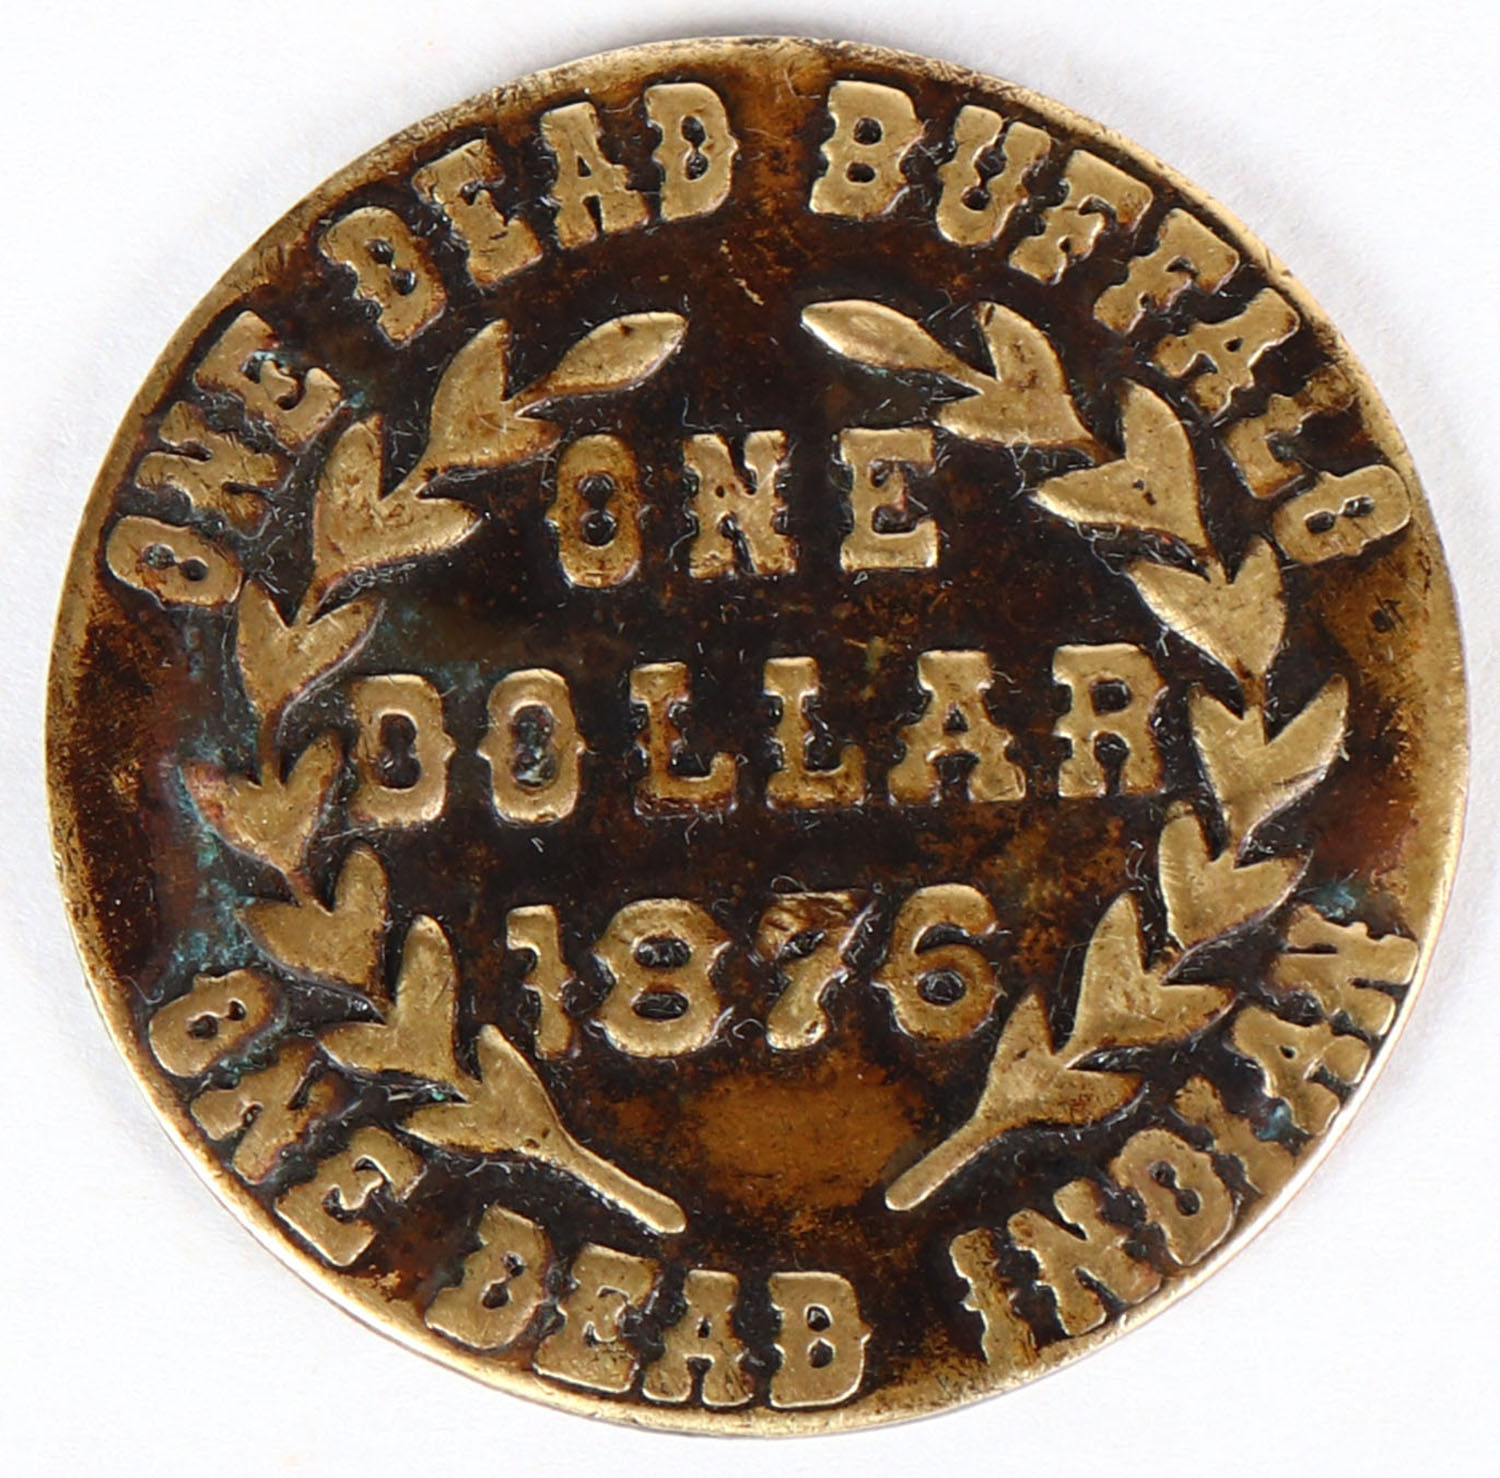 ONE DEAD BUFFALO
ONE
DOLLAR
1876
ONE DEAD INDIAN